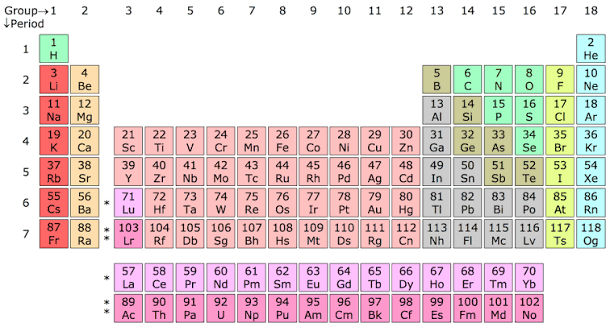 Group→ 1 2 3 4 5 6 7 8 9 10 11 12 13 14 15 16 17 18
↓Period
1 1 2
H He
2 3 4 5 6 7 8 9 10
Li Be B C N O F Ne
3 11 12 13 14 15 16 17 18
Na Mg Al Si P S Cl Ar
4 19 20 21 22 23 24 25 26 27 28 29 30 31 32 33 34 35 36
K Ca Sc Ti V Cr Mn Fe Co Ni Cu Zn Ga Ge As Se Br Kr
5 37 38 39 40 41 42 43 44 45 46 47 48 49 50 51 52 53 54
Rb Sr Y Zr Nb Mo Tc Ru Rh Pd Ag Cd In Sn Sb Te I Xe
6 55 56 * 71 72 73 74 75 76 77 78 79 80 81 82 83 84 85 86
Cs Ba Lu Hf Ta W Re Os Ir Pt Au Hg Tl Pb Bi Po At Rn
7 87 88 * * 103 104 105 106 107 108 109 110 111 112 113 114 115 116 117 118
Fr Ra Lr Rf Db Sg Bh Hs Mt Ds Rg Cn Nh Fl Mc Lv Ts Og
* 57 58 59 60 61 62 63 64 65 66 67 68 69 70
La Ce Pr Nd Pm Sm Eu Gd Tb Dy Ho Er Tm Yb
* * 89 90 91 92 93 94 95 96 97 98 99 100 101 102
Ac Th Pa U Np Pu Am Cm Bk Cf Es Fm Md No